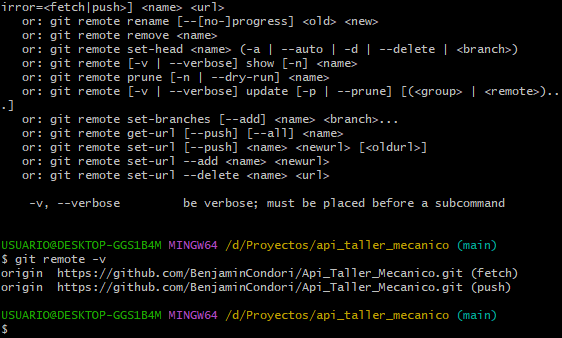 irror=<fetch|push>] <name> <url>
   or: git remote rename [--[no-]progress] <old> <new>
   or: git remote remove <name>
   or: git remote set-head <name> (-a | --auto | -d | --delete | <branch>)
   or: git remote [-v | --verbose] show [-n] <name>
   or: git remote prune [-n | --dry-run] <name>
   or: git remote [-v | --verbose] update [-p | --prune] [(<group> | <remote>)..
.]
   or: git remote set-branches [--add] <name> <branch>...
   or: git remote get-url [--push] [--all] <name>
   or: git remote set-url [--push] <name> <newurl> [<oldurl>]
   or: git remote set-url --add <name> <newurl>
   or: git remote set-url --delete <name> <url>

    -v, --verbose         be verbose; must be placed before a subcommand

USUARIO@DESKTOP-GGS1B4M MINGW64 /d/Proyectos/api_taller_mecanico (main)
$ git remote -v
origin  https://github.com/BenjaminCondori/Api_Taller_Mecanico.git (fetch)
origin  https://github.com/BenjaminCondori/Api_Taller_Mecanico.git (push)

USUARIO@DESKTOP-GGS1B4M MINGW64 /d/Proyectos/api_taller_mecanico (main)
$